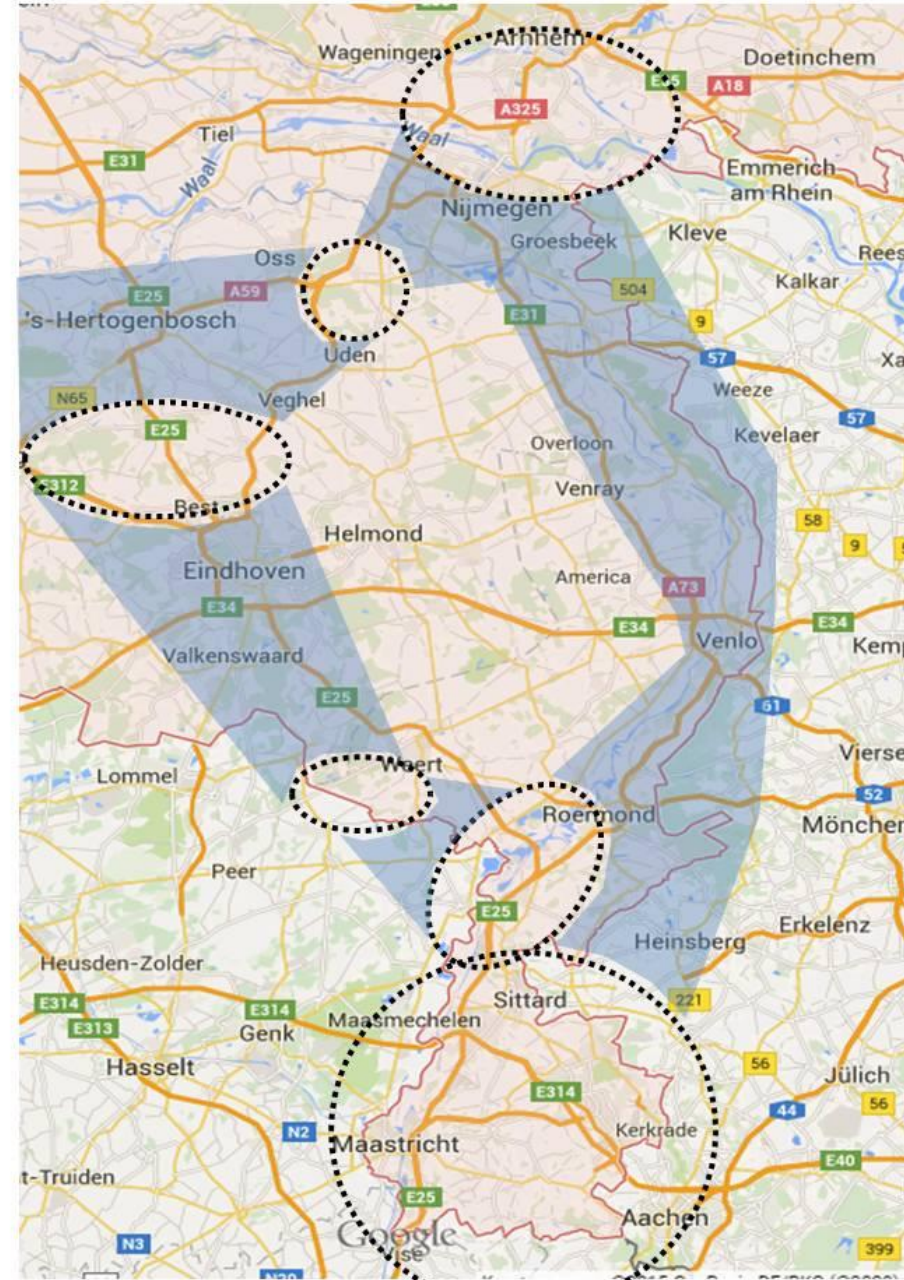 Wageningen
Arnhem
Doetinchem
E35
A18
A325
Tiel
Waal
E31
Waal
Emmerich
am Rhein
Nijmegen
Kleve
Groesbeek
Oss
Rees
Kalkar
E25
A59
504
's-Hertogenbosch
E31
9
Uden
57
Xa
N65
Veghel
Weeze
57
E25
Overloon
Kevelaer
E312
Venray
Best
58
Helmond
9
Eindhoven
America
A73
E34
E34
E34
Venlo
Kemp
Valkenswaard
E25
61
Weert
Vierse
Lommel
52
Roermond
Möncher
Peer
E25
Erkelenz
Heinsberg
Heusden-Zolder
Sittard
221
E314
E314
Maasmechelen
E313
Genk
56
Hasselt
Jülich
E314
56
44
N2
Kerkrade
Maastricht
E40
t-Truiden
E25
Aachen
Google
N3
399